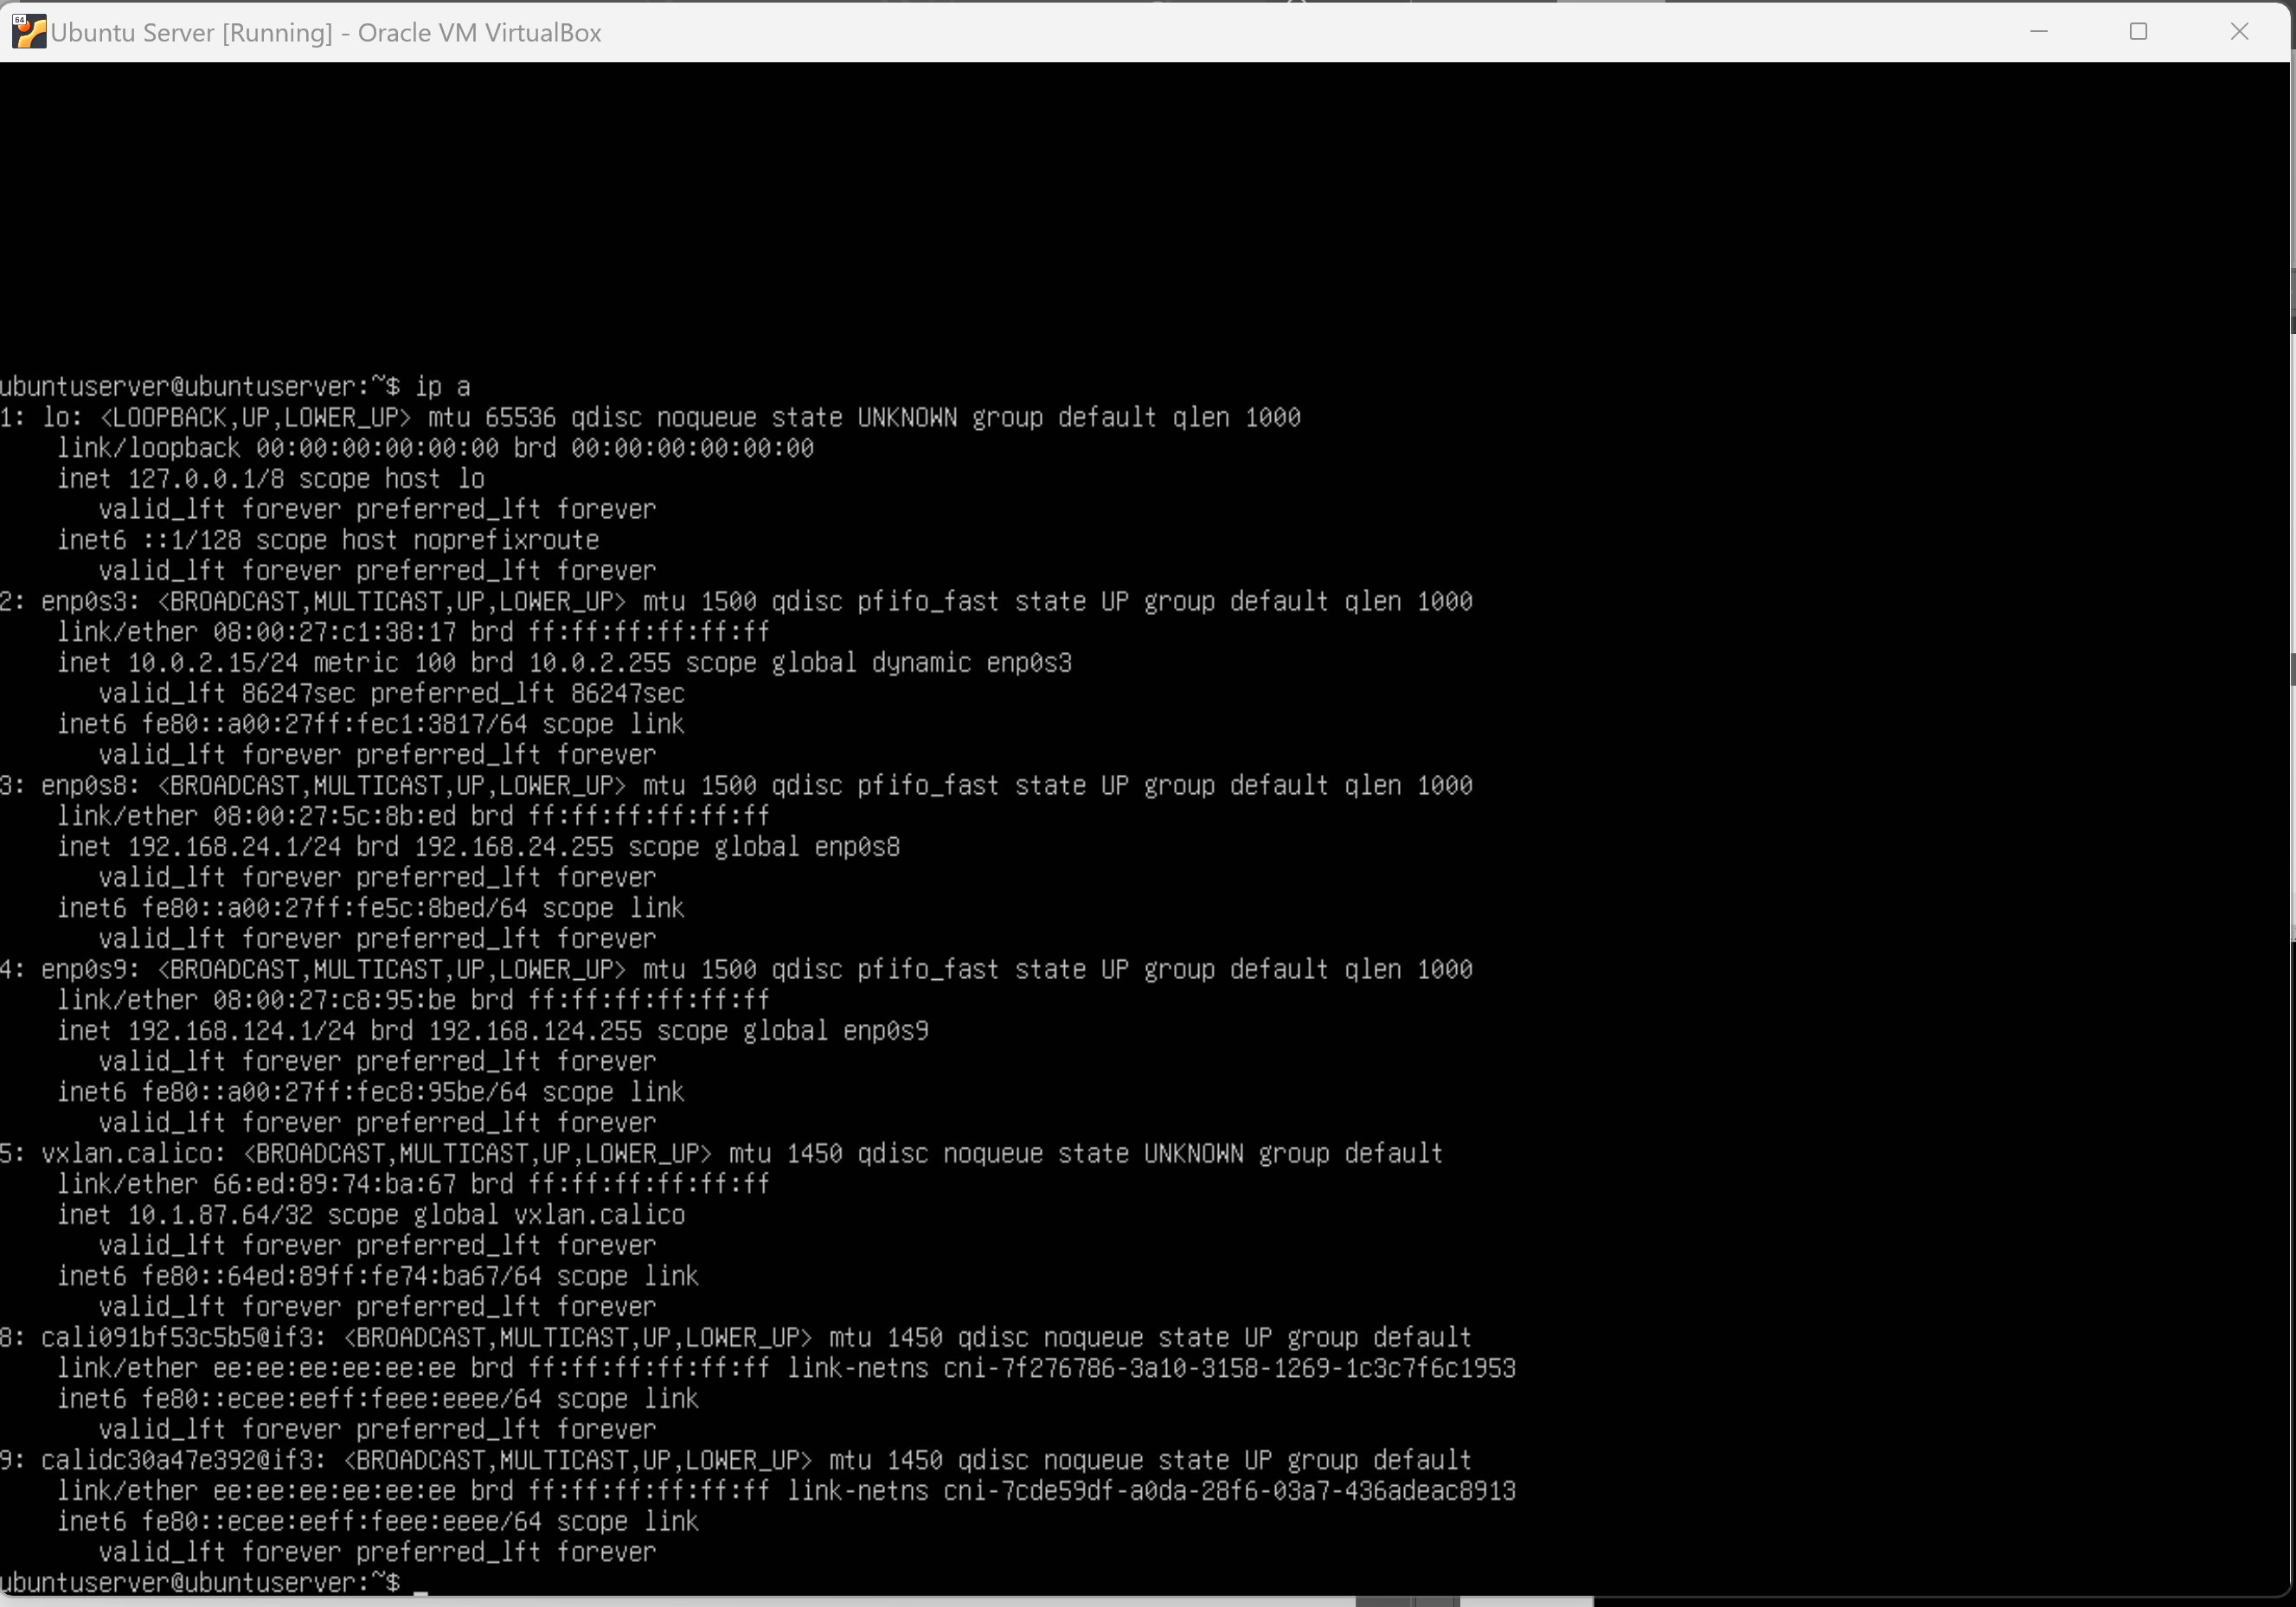 64
Ubuntu Server [Running] - Oracle VM VirtualBox
ubuntuserver@ubuntuserver:~$ ip a
1: lo: <LOOPBACK,UP,LOWER_UP> mtu 65536 qdisc noqueue state UNKNOWN group default qlen 1000
    link/loopback 00:00:00:00:00:00 brd 00:00:00:00:00:00
    inet 127.0.0.1/8 scope host lo
       valid_lft forever preferred_lft forever
    inet6 ::1/128 scope host noprefixroute
       valid_lft forever preferred_lft forever
2: enp0s3: <BROADCAST,MULTICAST,UP,LOWER_UP> mtu 1500 qdisc pfifo_fast state UP group default qlen 1000
    link/ether 08:00:27:c1:38:17 brd ff:ff:ff:ff:ff:ff
    inet 10.0.2.15/24 metric 100 brd 10.0.2.255 scope global dynamic enp0s3
       valid_lft 86247sec preferred_lft 86247sec
    inet6 fe80::a00:27ff:fec1:3817/64 scope link
       valid_lft forever preferred_lft forever
3: enp0s8: <BROADCAST,MULTICAST,UP,LOWER_UP> mtu 1500 qdisc pfifo_fast state UP group default qlen 1000
    link/ether 08:00:27:5c:8b:ed brd ff:ff:ff:ff:ff:ff
    inet 192.168.24.1/24 brd 192.168.24.255 scope global enp0s8
       valid_lft forever preferred_lft forever
    inet6 fe80::a00:27ff:fe5c:8bed/64 scope link
       valid_lft forever preferred_lft forever
4: enp0s9: <BROADCAST,MULTICAST,UP,LOWER_UP> mtu 1500 qdisc pfifo_fast state UP group default qlen 1000
    link/ether 08:00:27:c8:95:be brd ff:ff:ff:ff:ff:ff
    inet 192.168.124.1/24 brd 192.168.124.255 scope global enp0s9
       valid_lft forever preferred_lft forever
    inet6 fe80::a00:27ff:fec8:95be/64 scope link
       valid_lft forever preferred_lft forever
5: vxlan.calico: <BROADCAST,MULTICAST,UP,LOWER_UP> mtu 1450 qdisc noqueue state UNKNOWN group default
    link/ether 66:ed:89:74:ba:67 brd ff:ff:ff:ff:ff:ff
    inet 10.1.87.64/32 scope global vxlan.calico
       valid_lft forever preferred_lft forever
    inet6 fe80::64ed:89ff:fe74:ba67/64 scope link
       valid_lft forever preferred_lft forever
8: cali091bf53c5b5@if3: <BROADCAST,MULTICAST,UP,LOWER_UP> mtu 1450 qdisc noqueue state UP group default
    link/ether ee:ee:ee:ee:ee:ee brd ff:ff:ff:ff:ff:ff link-netns cni-7f276786-3a10-3158-1269-1c3c7f6c1953
    inet6 fe80::ecee:eeff:feee:eeee/64 scope link
       valid_lft forever preferred_lft forever
9: calidc30a47e392@if3: <BROADCAST,MULTICAST,UP,LOWER_UP> mtu 1450 qdisc noqueue state UP group default
    link/ether ee:ee:ee:ee:ee:ee brd ff:ff:ff:ff:ff:ff link-netns cni-7cde59df-a0da-28f6-03a7-436adeac8913
    inet6 fe80::ecee:eeff:feee:eeee/64 scope link
       valid_lft forever preferred_lft forever
ubuntuserver@ubuntuserver:~$ _